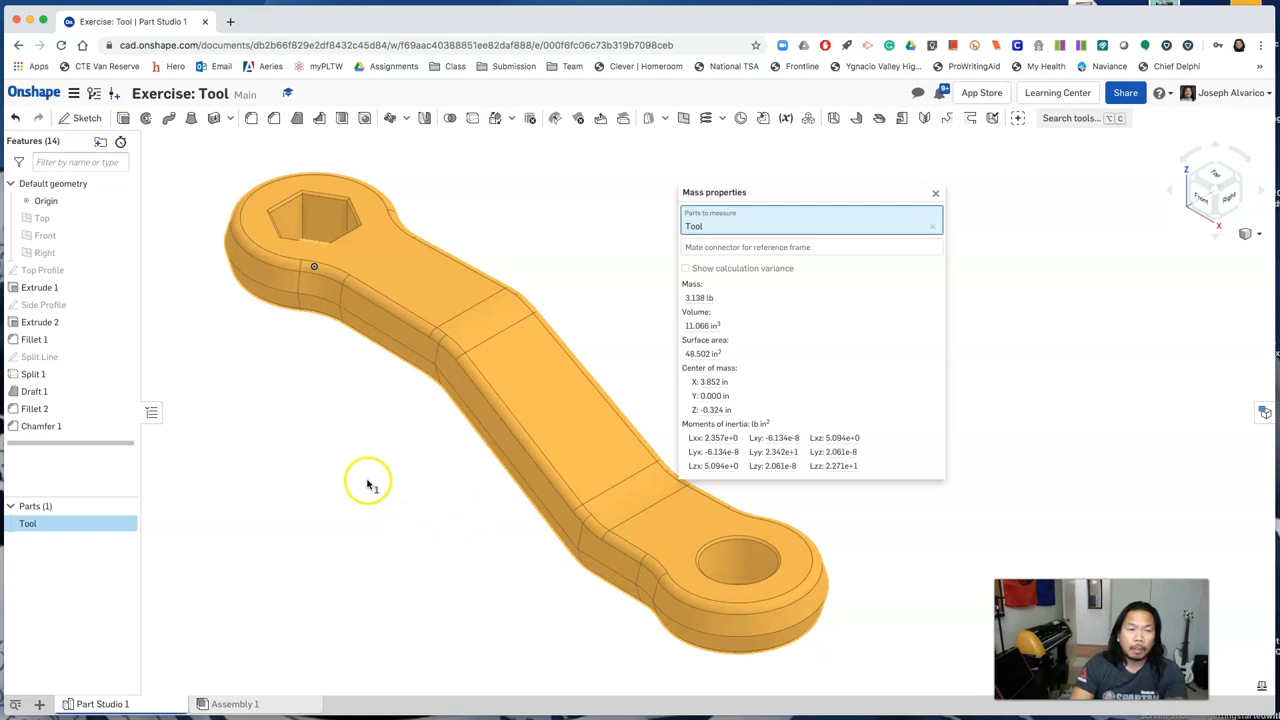 Exercise: Tool | Part Studio 1
cad.onshape.com/documents/db2b66f829e2df8432c45d84/w/f69aac40388851ee82daf888/e/000f6fc06c73b319b7098ceb
Apps CTE Van Reserve Hero Email Aeries myPLTW Assignments Class Submission Team Clever | Homeroom National TSA Frontline Ygnacio Valley Hig... ProWritingAid My Health Naviance Chief Delphi »
Onshape Exercise: Tool Main 9+ App Store Learning Center Share Joseph Alvarico
Sketch Search tools... ⌥ C
Features (14)
Filter by name or type
Default geometry
Origin
Top
Front
Right
Top Profile
Extrude 1
Side Profile
Extrude 2
Fillet 1
Split Line
Split 1
Draft 1
Fillet 2
Chamfer 1
Parts (1)
Tool
Mass properties
Parts to measure
Tool
Mate connector for reference frame
Show calculation variance
Mass:
3.138 lb
Volume:
11.066 in³
Surface area:
48.502 in²
Center of mass:
X: 3.852 in
Y: 0.000 in
Z: -0.324 in
Moments of inertia: lb in²
Lxx: 2.357e+0 Lxy: -6.134e-8 Lxz: 5.094e+0
Lyx: -6.134e-8 Lyy: 2.342e+1 Lyz: 2.061e-8
Lzx: 5.094e+0 Lzy: 2.061e-8 Lzz: 2.271e+1
Z
Top
Front
Right
X
1
Part Studio 1 Assembly 1